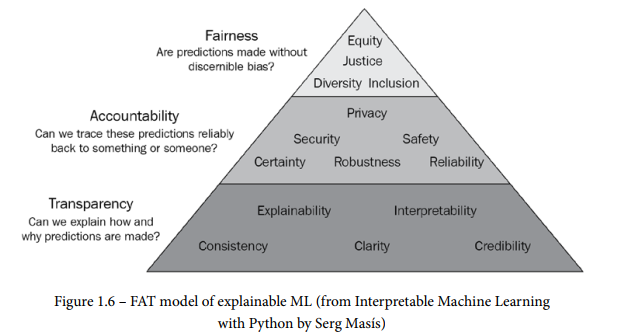 Fairness
Are predictions made without
discernible bias?
Equity
Justice
Diversity Inclusion
Accountability
Can we trace these predictions reliably
back to something or someone?
Privacy
Security Safety
Certainty Robustness Reliability
Transparency
Can we explain how and
why predictions are made?
Explainability Interpretability
Consistency Clarity Credibility
Figure 1.6 – FAT model of explainable ML (from Interpretable Machine Learning
with Python by Serg Masís)